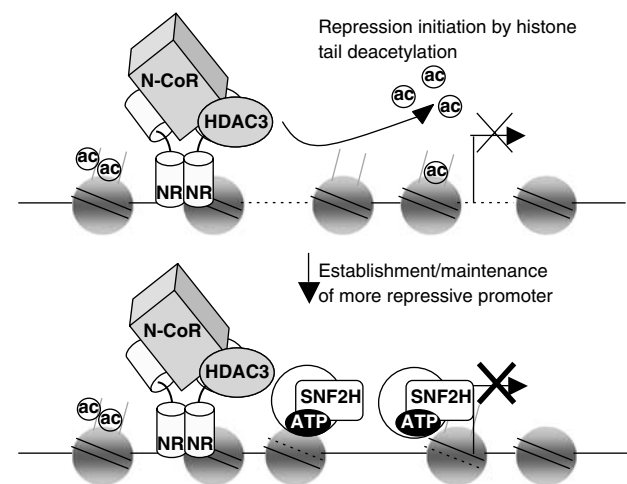 Repression initiation by histone
tail deacetylation
N-CoR
HDAC3
ac
ac
ac
ac
ac
ac
NR
NR
Establishment/maintenance
of more repressive promoter
N-CoR
HDAC3
SNF2H
SNF2H
ATP
ATP
ac
ac
NR
NR